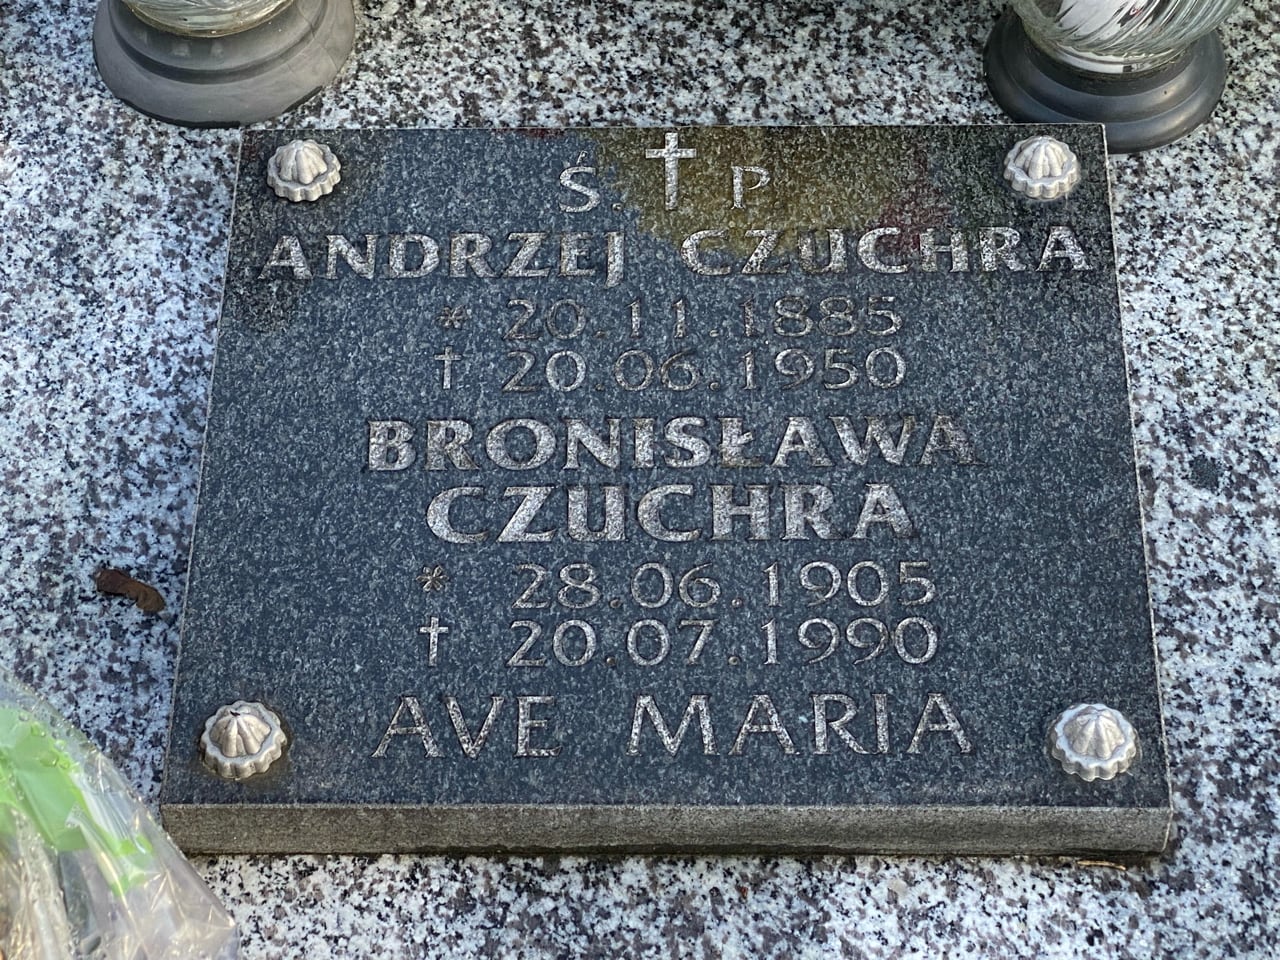 Ś. † P
ANDRZEJ CZUCHRA
* 20.11.1885
† 20.06.1950
BRONISŁAWA
CZUCHRA
* 28.06.1905
† 20.07.1990
AVE MARIA